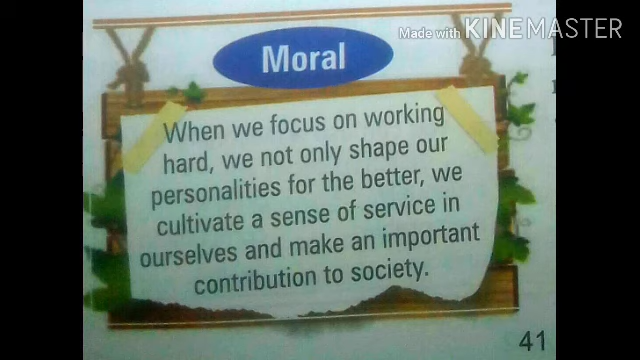 Made with KINEMASTER
Moral
When we focus on working
hard, we not only shape our
personalities for the better, we
cultivate a sense of service in
ourselves and make an important
contribution to society.
41